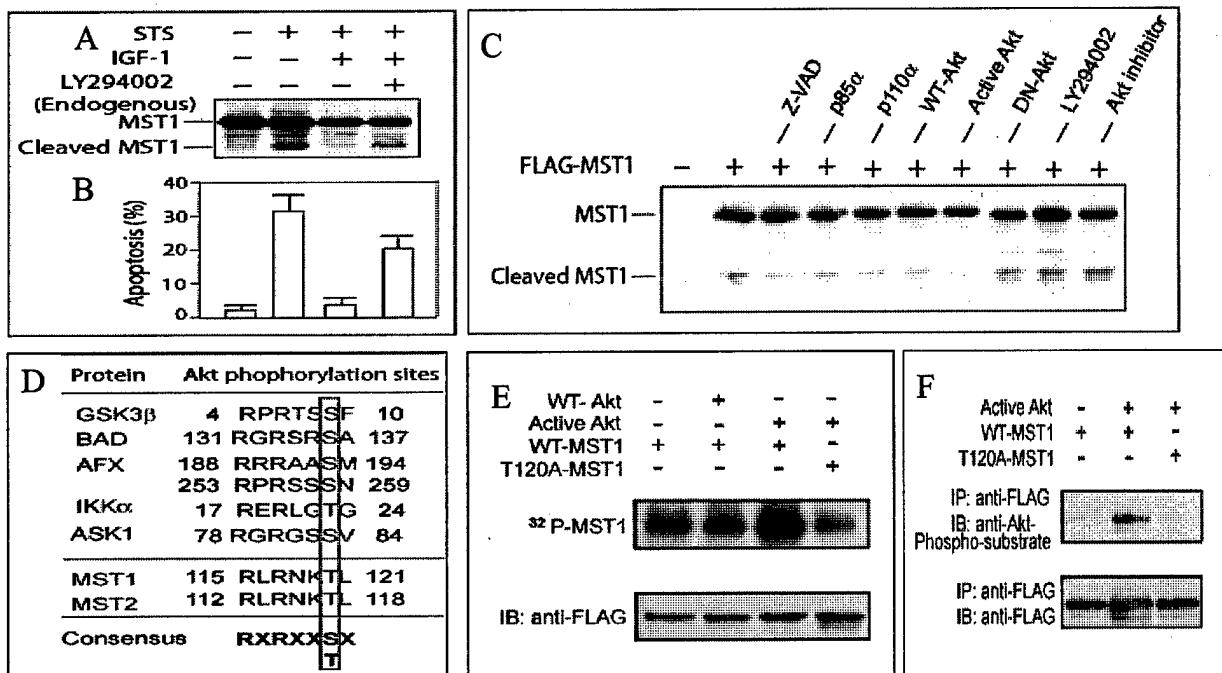 A
STS − + + +
IGF-1 − − + +
LY294002 − − − +
(Endogenous)
MST1
Cleaved MST1
B
Apoptosis (%)
40
30
20
10
0
C
Z-VAD
p85α
p110α
WT-Akt
Active Akt
DN-Akt
LY294002
Akt inhibitor
FLAG-MST1 − + + + + + + + + +
MST1
Cleaved MST1
D Protein Akt phophorylation sites
GSK3β 4 RPRTSSF 10
BAD 131 RGRSRSA 137
AFX 188 RRRAASM 194
253 RPRSSSN 259
IKKα 17 RERLGTG 24
ASK1 78 RGRGSSV 84
MST1 115 RLRNKTL 121
MST2 112 RLRNKTL 118
Consensus RXRXXSX
T
E
WT- Akt − + − −
Active Akt − − + +
WT-MST1 + + + −
T120A-MST1 − − − +
³² P-MST1
IB: anti-FLAG
F
Active Akt - + +
WT-MST1 + + -
T120A-MST1 - - +
IP: anti-FLAG
IB: anti-Akt-
Phospho-substrate
IP: anti-FLAG
IB: anti-FLAG